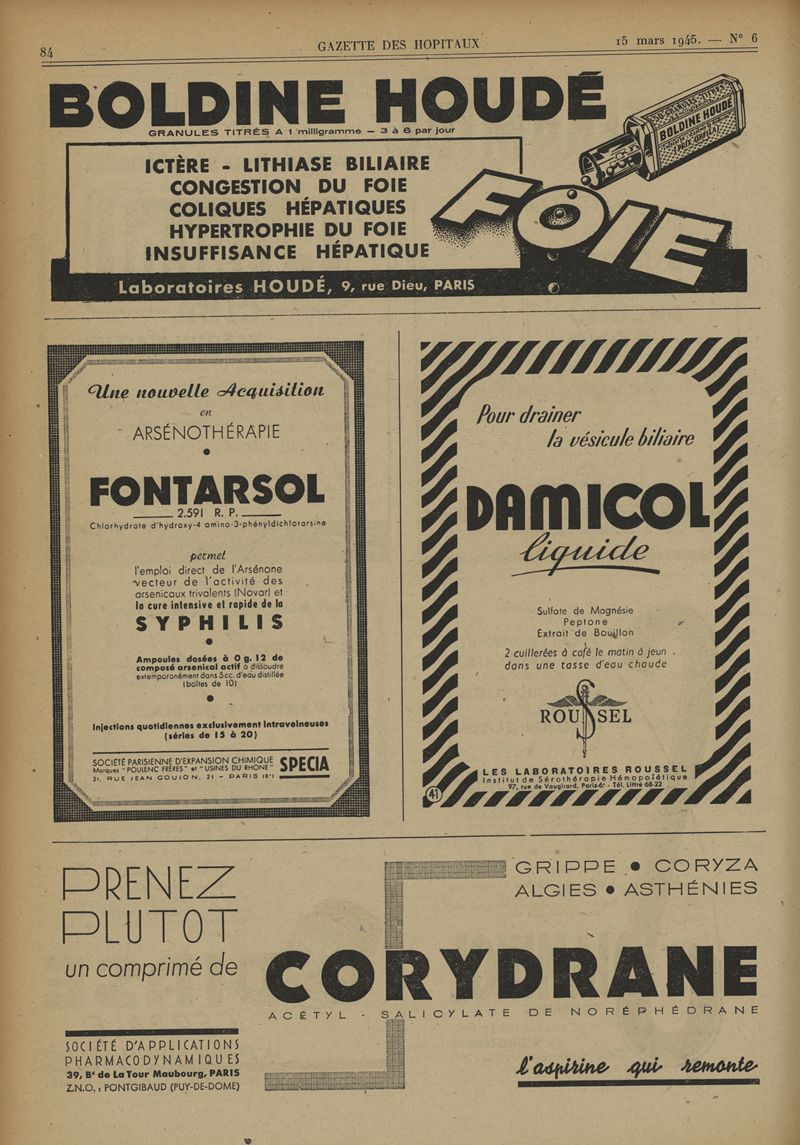 84
GAZETTE DES HOPITAUX
15 mars 1945. — N° 6
BOLDINE HOUDÉ
GRANULES TITRÉS A 1 milligramme — 3 à 6 par jour
ICTÈRE - LITHIASE BILIAIRE
CONGESTION DU FOIE
COLIQUES HÉPATIQUES
HYPERTROPHIE DU FOIE
INSUFFISANCE HÉPATIQUE
BOLDINE HOUDÉ
FOIE
Laboratoires HOUDÉ, 9, rue Dieu, PARIS
Une nouvelle Acquisition
en
ARSÉNOTHÉRAPIE
FONTARSOL
2.591 R. P.
Chlorhydrate d'hydroxy-4 amino-3-phényldichlorarsine
permet
l'emploi direct de l'Arsénone
vecteur de l'activité des
arsenicaux trivalents (Novar) et
la cure intensive et rapide de la
SYPHILIS
Ampoules dosées à 0 g. 12 de
composé arsenical actif à dissoudre
extemporanément dans 5 cc. d'eau distillée
(boîtes de 10)
Injections quotidiennes exclusivement intraveineuses
(séries de 15 à 20)
SOCIÉTÉ PARISIENNE D'EXPANSION CHIMIQUE
Marques "POULENC FRÈRES" et "USINES DU RHONE"
21, RUE JEAN GOUJON, 21 - PARIS (8ᵉ)
SPECIA
Pour drainer
la vésicule biliaire
DAMICOL
liquide
Sulfate de Magnésie
Peptone
Extrait de Bouillon
2 cuillerées à café le matin à jeun
dans une tasse d'eau chaude
ROUSSEL
LES LABORATOIRES ROUSSEL
Institut de Sérothérapie Hémopoïétique
97, rue de Vaugirard, Paris-6ᵉ - Tél. Littré 68-22
41
PRENEZ
PLUTOT
un comprimé de
GRIPPE • CORYZA
ALGIES • ASTHÉNIES
CORYDRANE
ACÉTYL - SALICYLATE DE NORÉPHÉDRANE
SOCIÉTÉ D'APPLICATIONS
PHARMACODYNAMIQUES
39, Bᵈ de La Tour Maubourg, PARIS
Z.N.O. : PONTGIBAUD (PUY-DE-DOME)
l'aspirine qui remonte